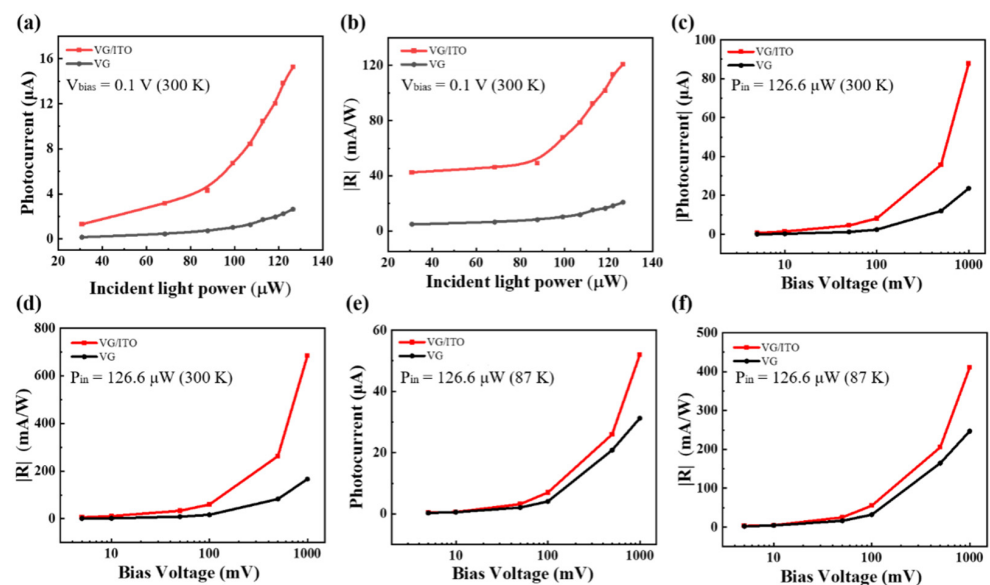 (a)
VG/ITO
VG
Vbias = 0.1 V (300 K)
Photocurrent (μA)
16
12
8
4
0
20 40 60 80 100 120 140
Incident light power (μW)
(b)
VG/ITO
VG
Vbias = 0.1 V (300 K)
|R| (mA/W)
120
80
40
0
20 40 60 80 100 120 140
Incident light power (μW)
(c)
VG/ITO
VG
Pin = 126.6 μW (300 K)
|Photocurrent| (μA)
100
80
60
40
20
0
10 100 1000
Bias Voltage (mV)
(d)
VG/ITO
VG
Pin = 126.6 μW (300 K)
|R| (mA/W)
800
600
400
200
0
10 100 1000
Bias Voltage (mV)
(e)
VG/ITO
VG
Pin = 126.6 μW (87 K)
Photocurrent (μA)
60
40
20
0
10 100 1000
Bias Voltage (mV)
(f)
VG/ITO
VG
Pin = 126.6 μW (87 K)
|R| (mA/W)
500
400
300
200
100
0
10 100 1000
Bias Voltage (mV)